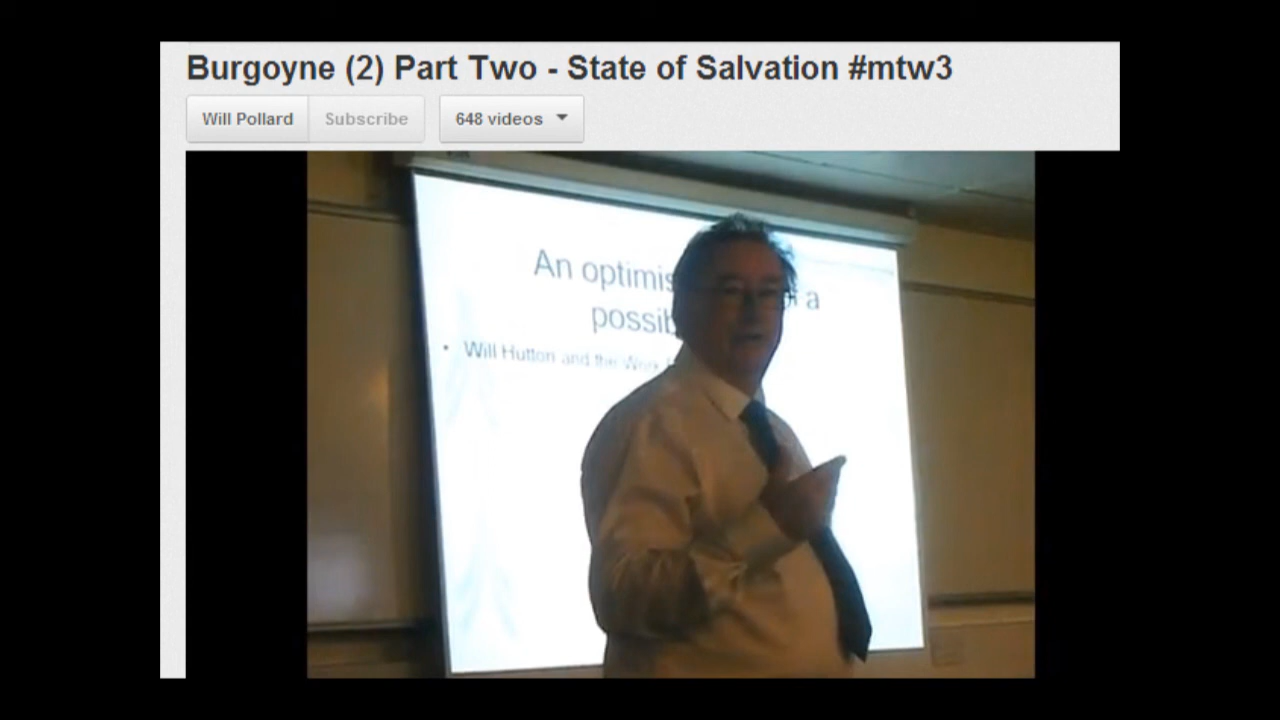 Burgoyne (2) Part Two - State of Salvation #mtw3
Will Pollard Subscribe 648 videos
An optimis a
possib
• Will Hutton and the Work